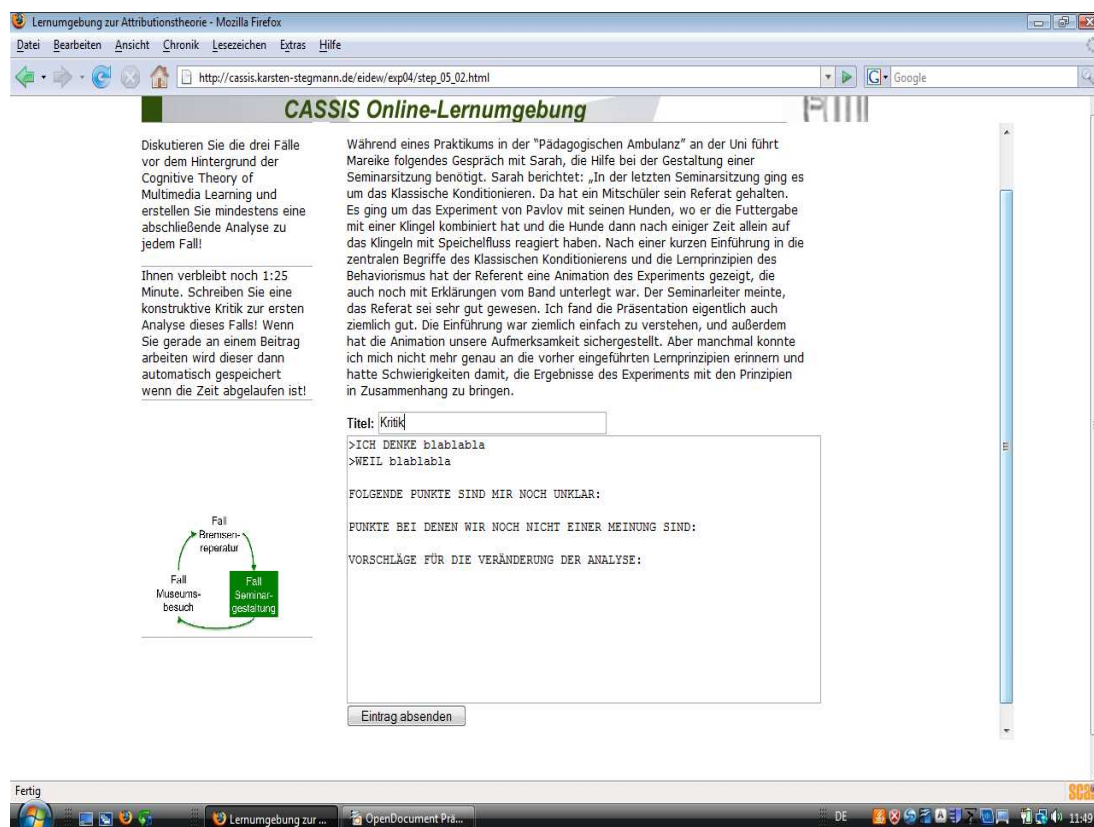 Lernumgebung zur Attributionstheorie - Mozilla Firefox
Datei Bearbeiten Ansicht Chronik Lesezeichen Extras Hilfe
http://cassis.karsten-stegmann.de/eidew/exp04/step_05_02.html
G Google
CASSIS Online-Lernumgebung
Diskutieren Sie die drei Fälle
vor dem Hintergrund der
Cognitive Theory of
Multimedia Learning und
erstellen Sie mindestens eine
abschließende Analyse zu
jedem Fall!
Ihnen verbleibt noch 1:25
Minute. Schreiben Sie eine
konstruktive Kritik zur ersten
Analyse dieses Falls! Wenn
Sie gerade an einem Beitrag
arbeiten wird dieser dann
automatisch gespeichert
wenn die Zeit abgelaufen ist!
Fall
Bremsen-
reperatur
Fall
Museums-
besuch
Fall
Seminar-
gestaltung
Während eines Praktikums in der "Pädagogischen Ambulanz" an der Uni führt
Mareike folgendes Gespräch mit Sarah, die Hilfe bei der Gestaltung einer
Seminarsitzung benötigt. Sarah berichtet: „In der letzten Seminarsitzung ging es
um das Klassische Konditionieren. Da hat ein Mitschüler sein Referat gehalten.
Es ging um das Experiment von Pavlov mit seinen Hunden, wo er die Futtergabe
mit einer Klingel kombiniert hat und die Hunde dann nach einiger Zeit allein auf
das Klingeln mit Speichelfluss reagiert haben. Nach einer kurzen Einführung in die
zentralen Begriffe des Klassischen Konditionierens und die Lernprinzipien des
Behaviorismus hat der Referent eine Animation des Experiments gezeigt, die
auch noch mit Erklärungen vom Band unterlegt war. Der Seminarleiter meinte,
das Referat sei sehr gut gewesen. Ich fand die Präsentation eigentlich auch
ziemlich gut. Die Einführung war ziemlich einfach zu verstehen, und außerdem
hat die Animation unsere Aufmerksamkeit sichergestellt. Aber manchmal konnte
ich mich nicht mehr genau an die vorher eingeführten Lernprinzipien erinnern und
hatte Schwierigkeiten damit, die Ergebnisse des Experiments mit den Prinzipien
in Zusammenhang zu bringen.
Titel: Kritik
>ICH DENKE blablabla
>WEIL blablabla
FOLGENDE PUNKTE SIND MIR NOCH UNKLAR:
PUNKTE BEI DENEN WIR NOCH NICHT EINER MEINUNG SIND:
VORSCHLÄGE FÜR DIE VERÄNDERUNG DER ANALYSE:
Eintrag absenden
Fertig
Lernumgebung zur ...
OpenDocument Prä...
DE
11:49